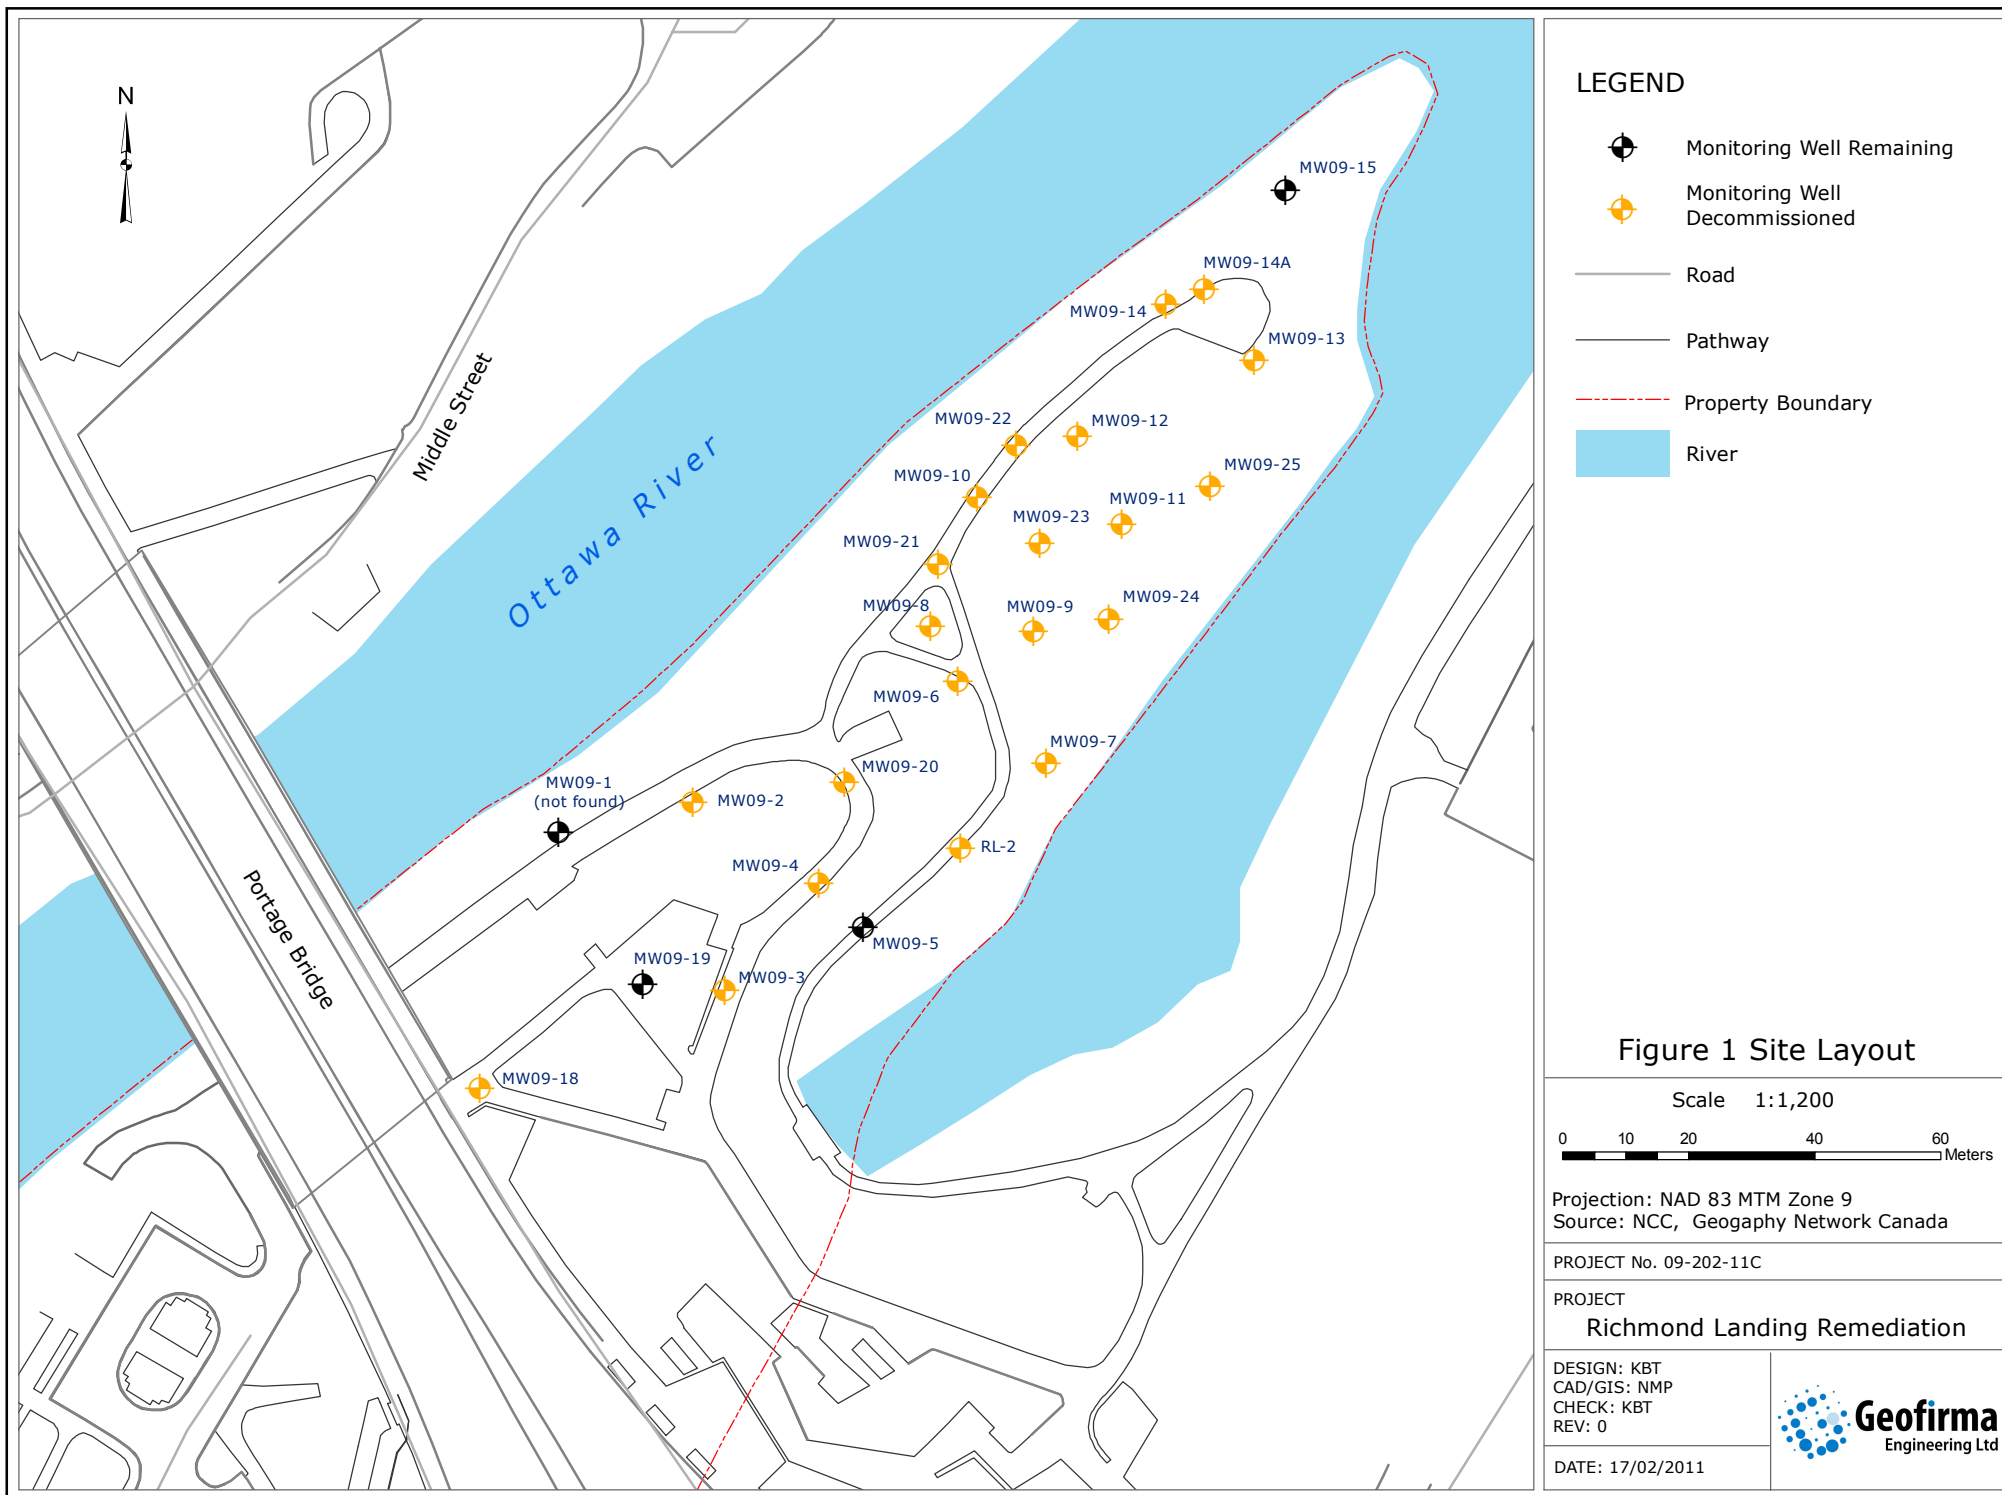 N
Middle Street
Ottawa River
Portage Bridge
MW09-15
MW09-14A
MW09-14
MW09-13
MW09-22
MW09-12
MW09-10
MW09-25
MW09-11
MW09-23
MW09-21
MW09-24
MW09-8
MW09-9
MW09-6
MW09-7
MW09-20
MW09-1
(not found)
MW09-2
RL-2
MW09-4
MW09-5
MW09-19
MW09-3
MW09-18
LEGEND
Monitoring Well Remaining
Monitoring Well
Decommissioned
Road
Pathway
Property Boundary
River
Figure 1 Site Layout
Scale 1:1,200
0 10 20 40 60
Meters
Projection: NAD 83 MTM Zone 9
Source: NCC, Geogaphy Network Canada
PROJECT No. 09-202-11C
PROJECT
Richmond Landing Remediation
DESIGN: KBT
CAD/GIS: NMP
CHECK: KBT
REV: 0
DATE: 17/02/2011
Geofirma
Engineering Ltd